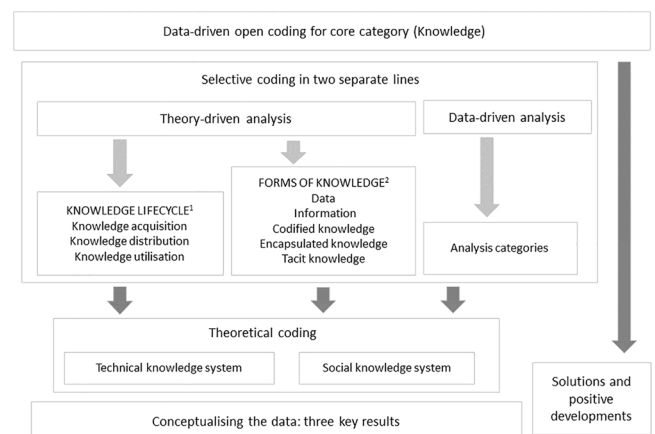 Data-driven open coding for core category (Knowledge)
Selective coding in two separate lines
Theory-driven analysis
Data-driven analysis
KNOWLEDGE LIFECYCLE¹
Knowledge acquisition
Knowledge distribution
Knowledge utilisation
FORMS OF KNOWLEDGE²
Data
Information
Codified knowledge
Encapsulated knowledge
Tacit knowledge
Analysis categories
Theoretical coding
Technical knowledge system
Social knowledge system
Solutions and
positive
developments
Conceptualising the data: three key results